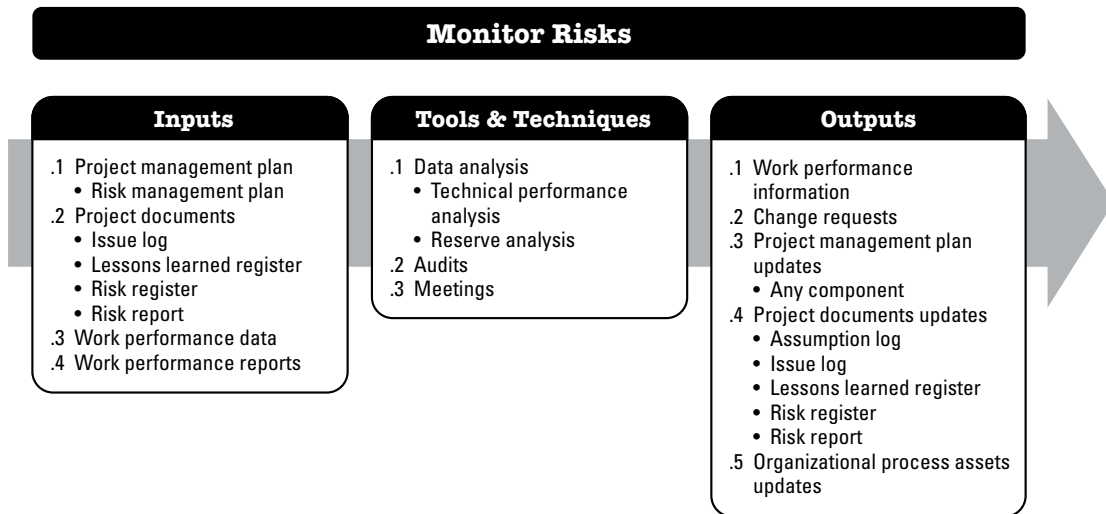 Monitor Risks
Inputs
.1 Project management plan
• Risk management plan
.2 Project documents
• Issue log
• Lessons learned register
• Risk register
• Risk report
.3 Work performance data
.4 Work performance reports
Tools & Techniques
.1 Data analysis
• Technical performance
analysis
• Reserve analysis
.2 Audits
.3 Meetings
Outputs
.1 Work performance
information
.2 Change requests
.3 Project management plan
updates
• Any component
.4 Project documents updates
• Assumption log
• Issue log
• Lessons learned register
• Risk register
• Risk report
.5 Organizational process assets
updates